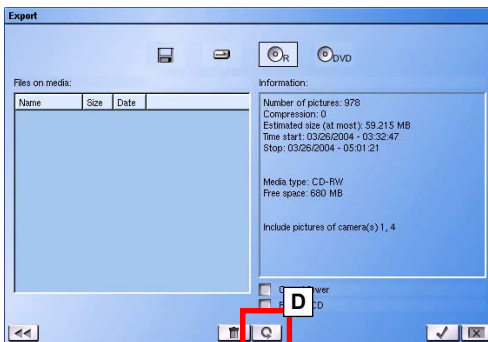 Export
R
DVD
Files on media:
Information:
Name Size Date
Number of pictures: 978
Compression: 0
Estimated size (at most): 59.215 MB
Time start: 03/26/2004 - 03:32:47
Stop: 03/26/2004 - 05:01:21
Media type: CD-RW
Free space: 680 MB
Include pictures of camera(s) 1, 4
D
CD